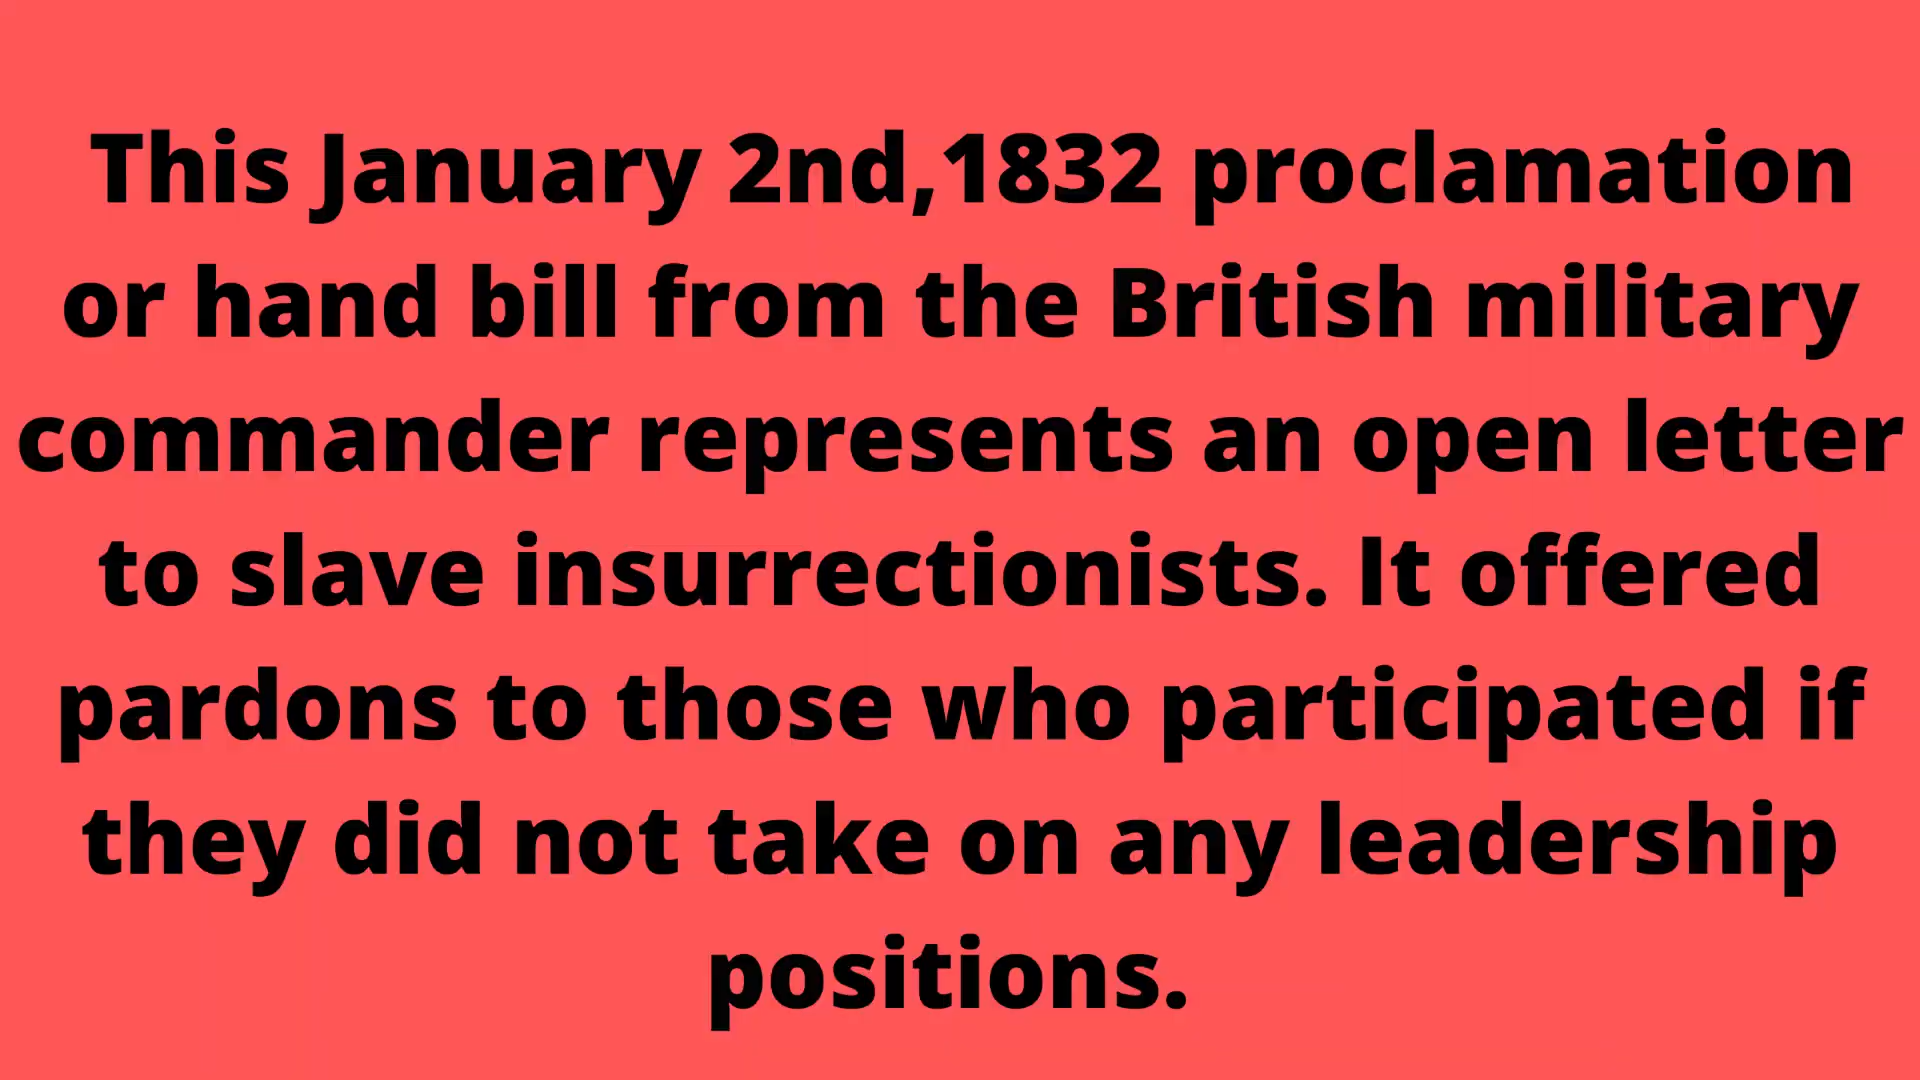 This January 2nd,1832 proclamation
or hand bill from the British military
commander represents an open letter
to slave insurrectionists. It offered
pardons to those who participated if
they did not take on any leadership
positions.